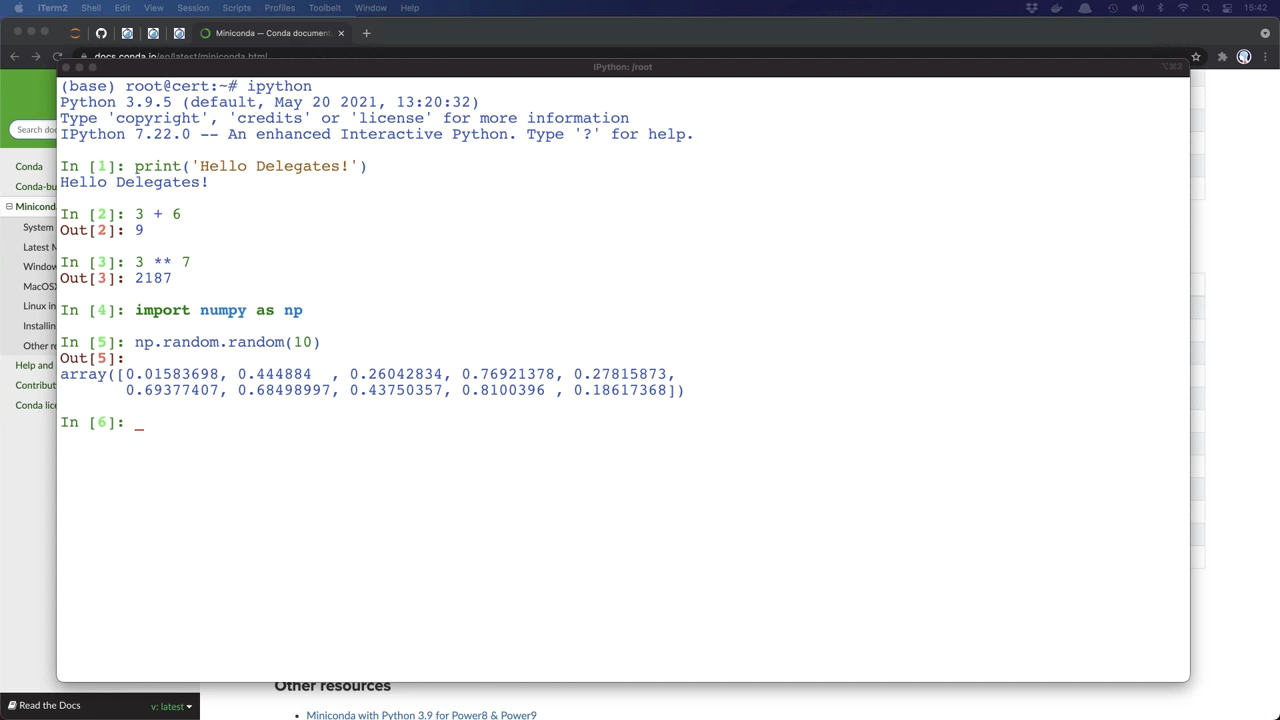 iTerm2 Shell Edit View Session Scripts Profiles Toolbelt Window Help 15:42
Miniconda — Conda document
docs.conda.io/en/latest/miniconda.html
IPython: /root
⌥⌘2
(base) root@cert:~# ipython
Python 3.9.5 (default, May 20 2021, 13:20:32)
Type 'copyright', 'credits' or 'license' for more information
IPython 7.22.0 -- An enhanced Interactive Python. Type '?' for help.
In [1]: print('Hello Delegates!')
Hello Delegates!
In [2]: 3 + 6
Out[2]: 9
In [3]: 3 ** 7
Out[3]: 2187
In [4]: import numpy as np
In [5]: np.random.random(10)
Out[5]:
array([0.01583698, 0.444884  , 0.26042834, 0.76921378, 0.27815873,
       0.69377407, 0.68498997, 0.43750357, 0.8100396 , 0.18617368])
In [6]: _
Search doc
Conda
Conda-bu
Minicond
System
Latest M
Window
MacOSX
Linux in
Installin
Other re
Help and
Contribut
Conda lic
Read the Docs
v: latest
Other resources
• Miniconda with Python 3.9 for Power8 & Power9